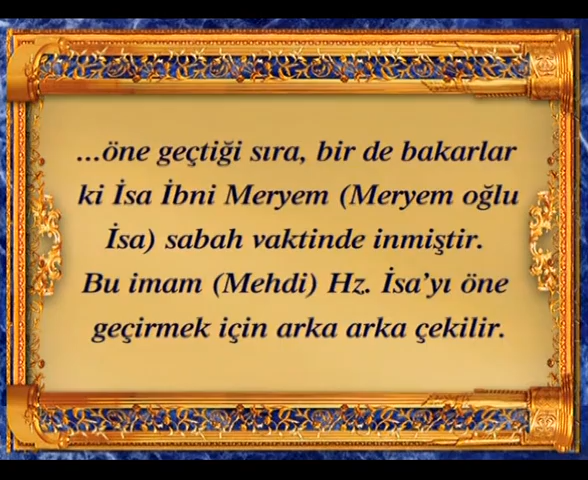 ...öne geçtiği sıra, bir de bakarlar
ki İsa İbni Meryem (Meryem oğlu
İsa) sabah vaktinde inmiştir.
Bu imam (Mehdi) Hz. İsa'yı öne
geçirmek için arka arka çekilir.